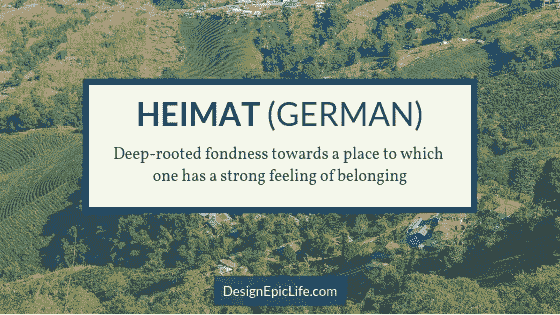 HEIMAT (GERMAN)
Deep-rooted fondness towards a place to which
one has a strong feeling of belonging
DesignEpicLife.com